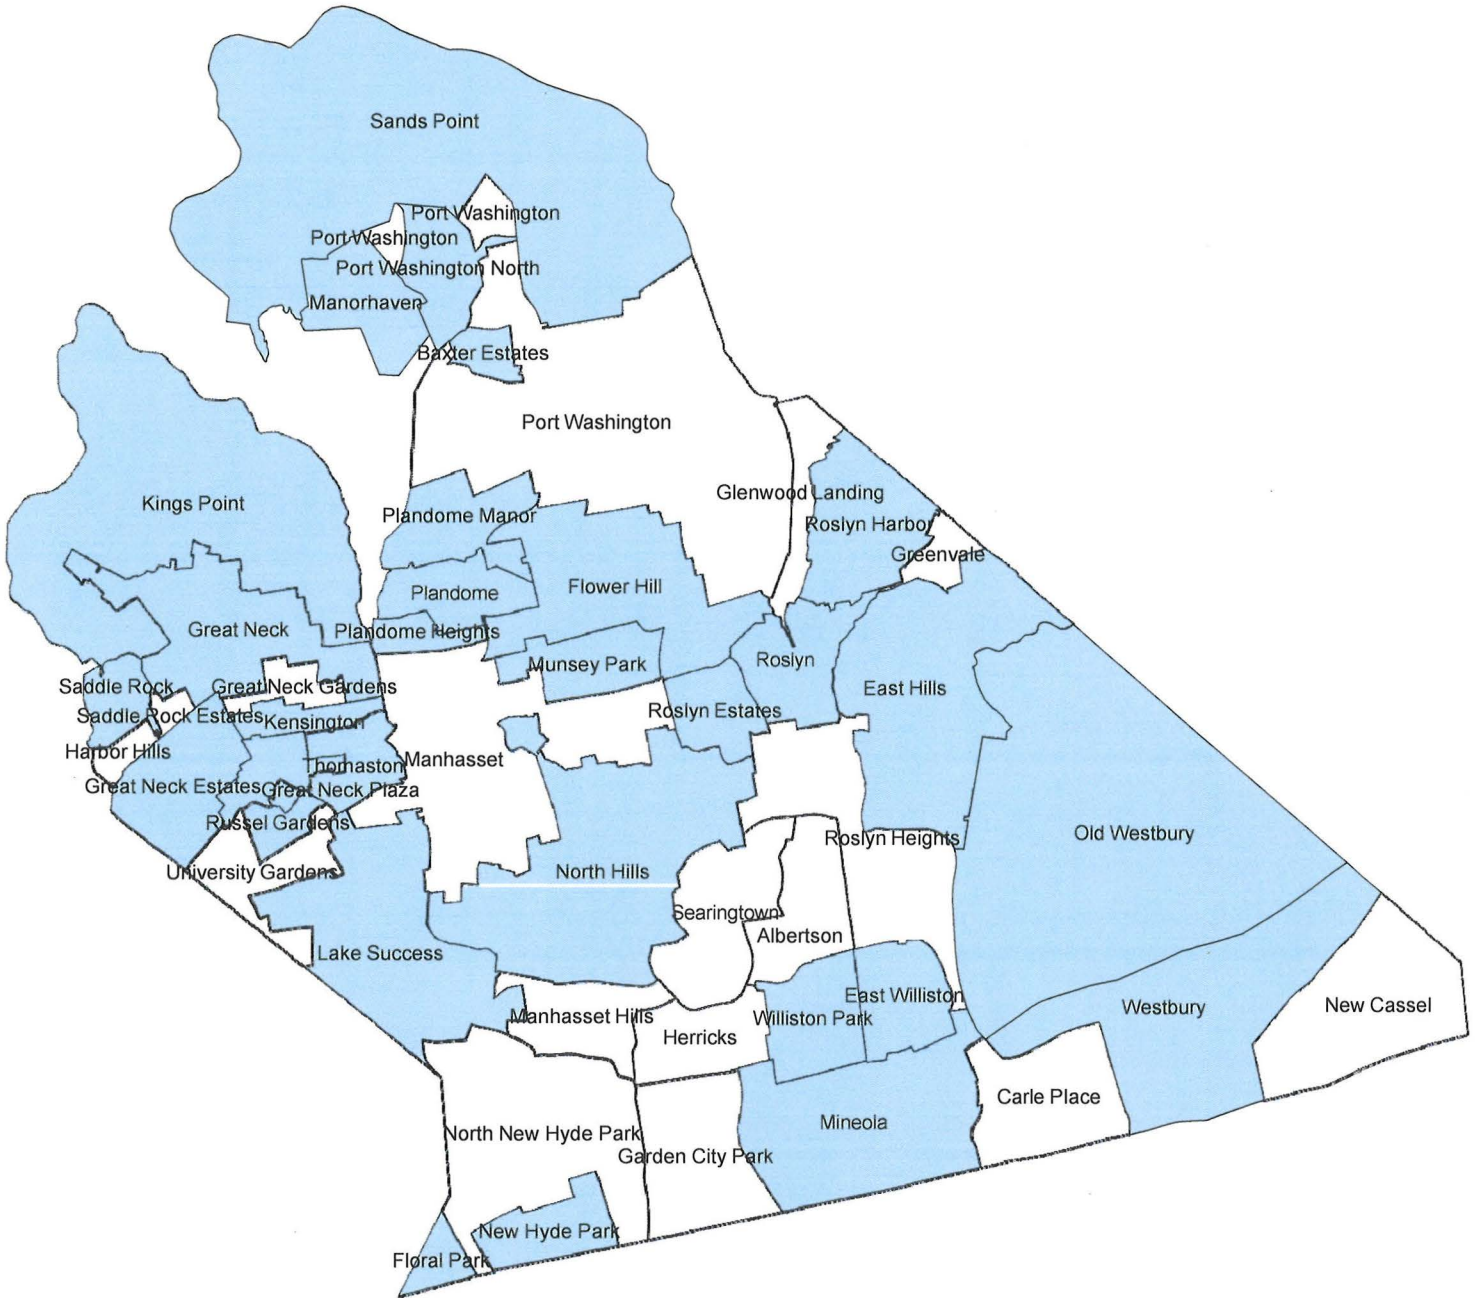 Sands Point
Port Washington
Port Washington
Port Washington North
Manorhaven
Baxter Estates
Port Washington
Kings Point
Glenwood Landing
Plandome Manor
Roslyn Harbor
Greenvale
Plandome
Flower Hill
Great Neck
Plandome Heights
Munsey Park
Roslyn
Saddle Rock
Great Neck Gardens
East Hills
Saddle Rock Estates
Kensington
Roslyn Estates
Harbor Hills
Manhasset
Thomaston
Great Neck Estates
Great Neck Plaza
Russel Gardens
Roslyn Heights
Old Westbury
University Gardens
North Hills
Searingtown
Albertson
Lake Success
East Williston
Westbury
New Cassel
Manhasset Hills
Williston Park
Herricks
Carle Place
Mineola
North New Hyde Park
Garden City Park
New Hyde Park
Floral Park